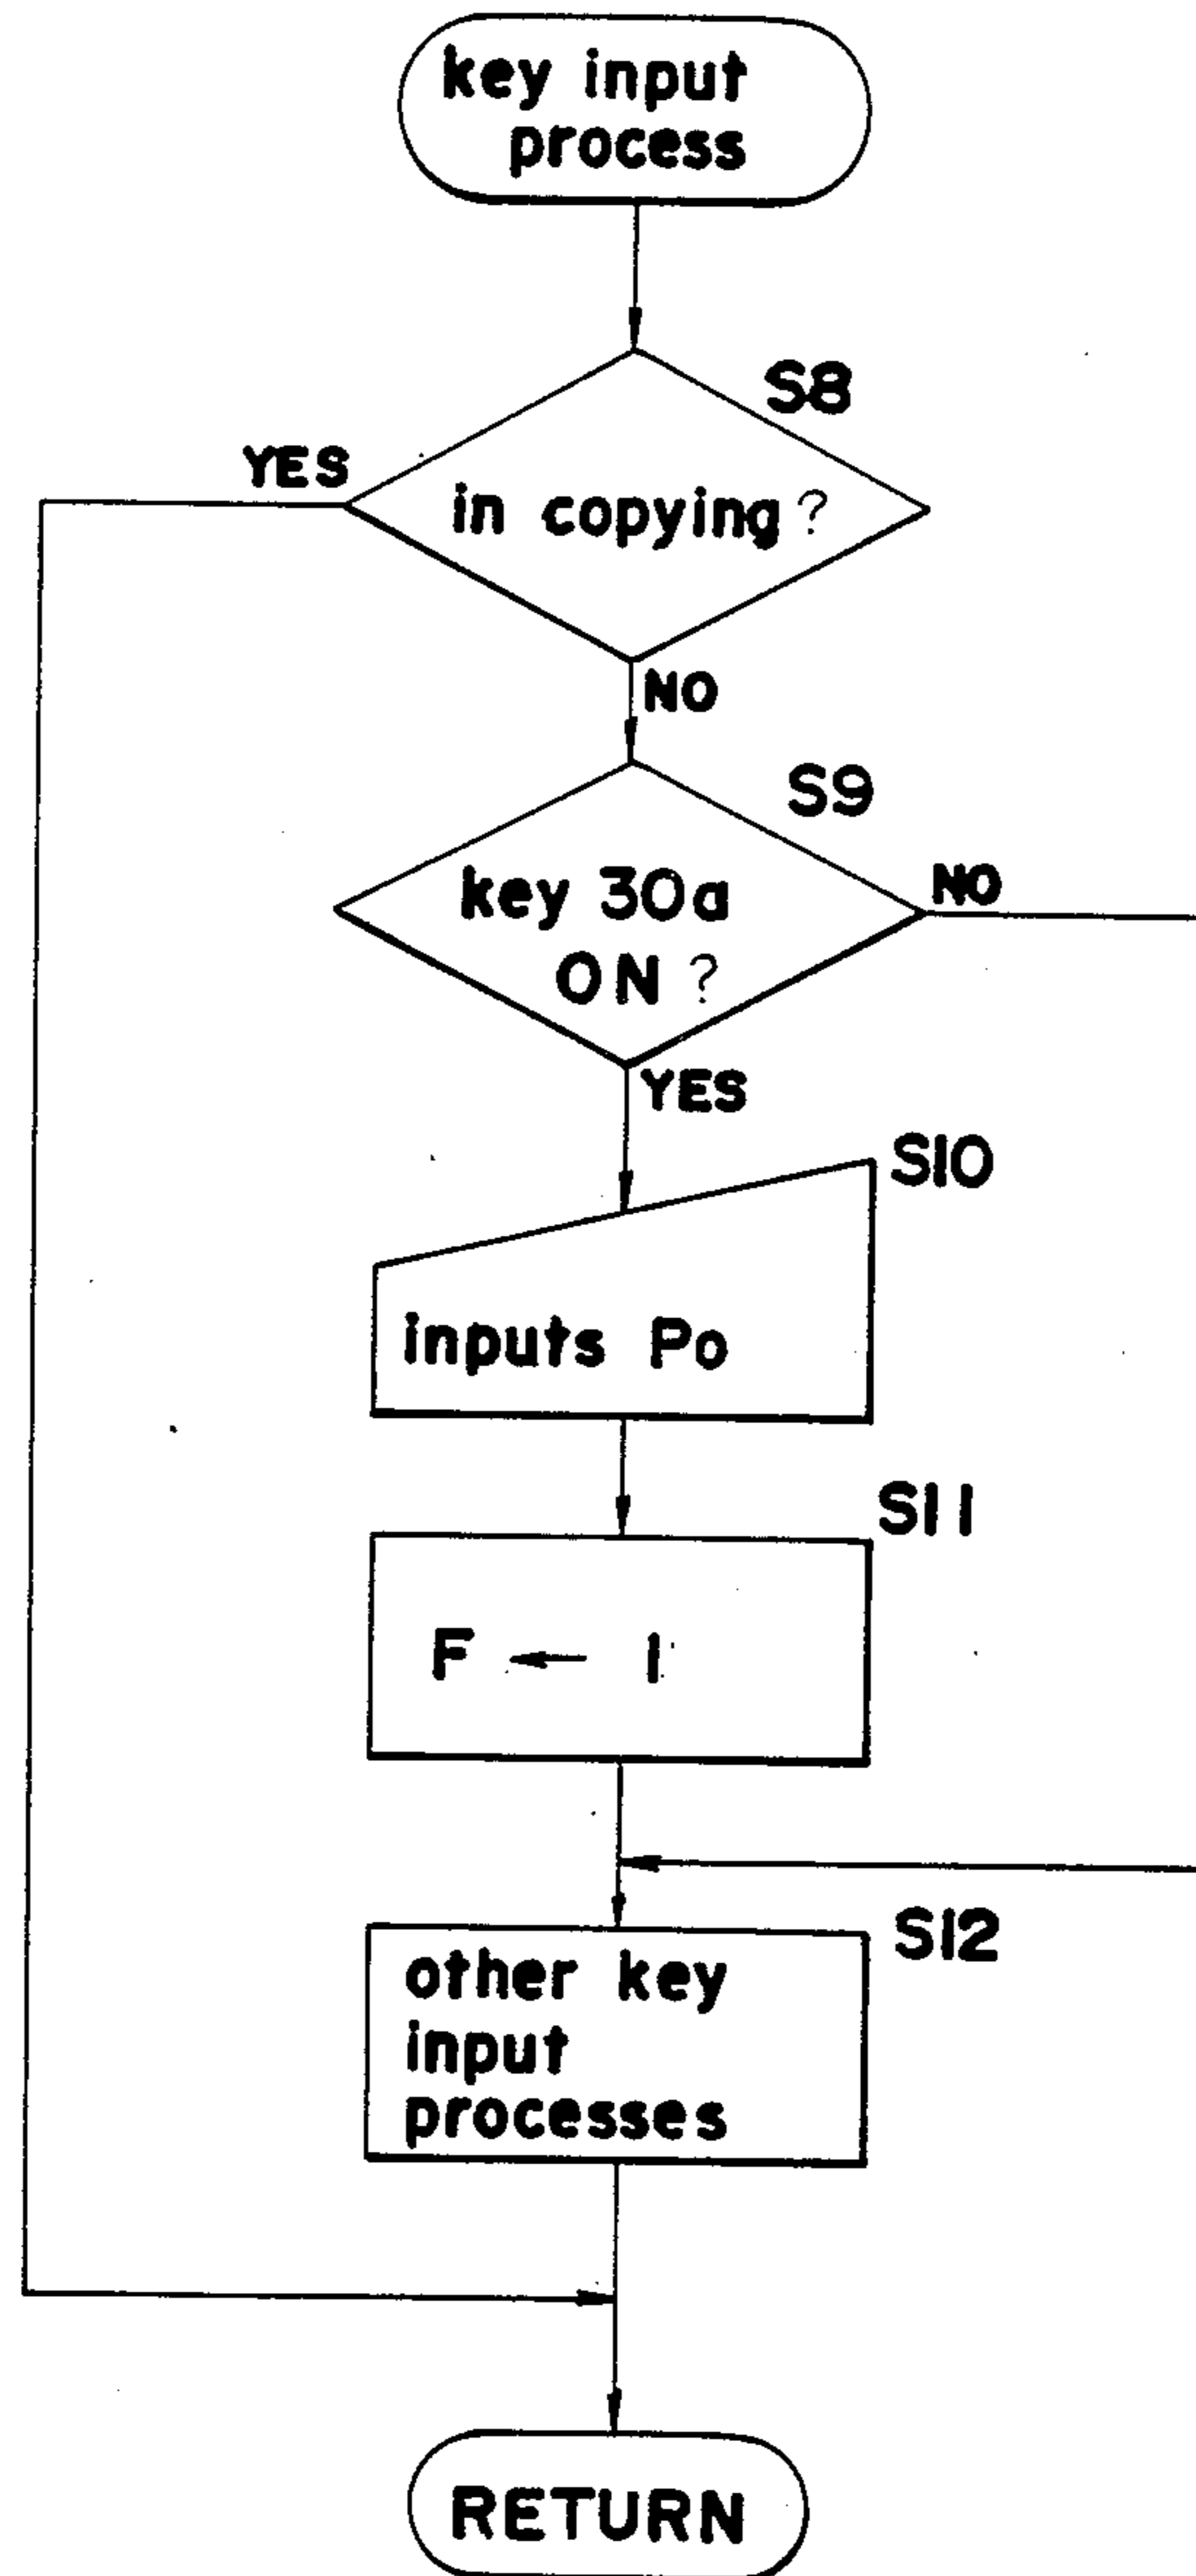 key input
process
S8
YES
in copying ?
NO
S9
key 30a
NO
ON ?
YES
S10
inputs Po
S11
F ← 1
S12
other key
input
processes
RETURN